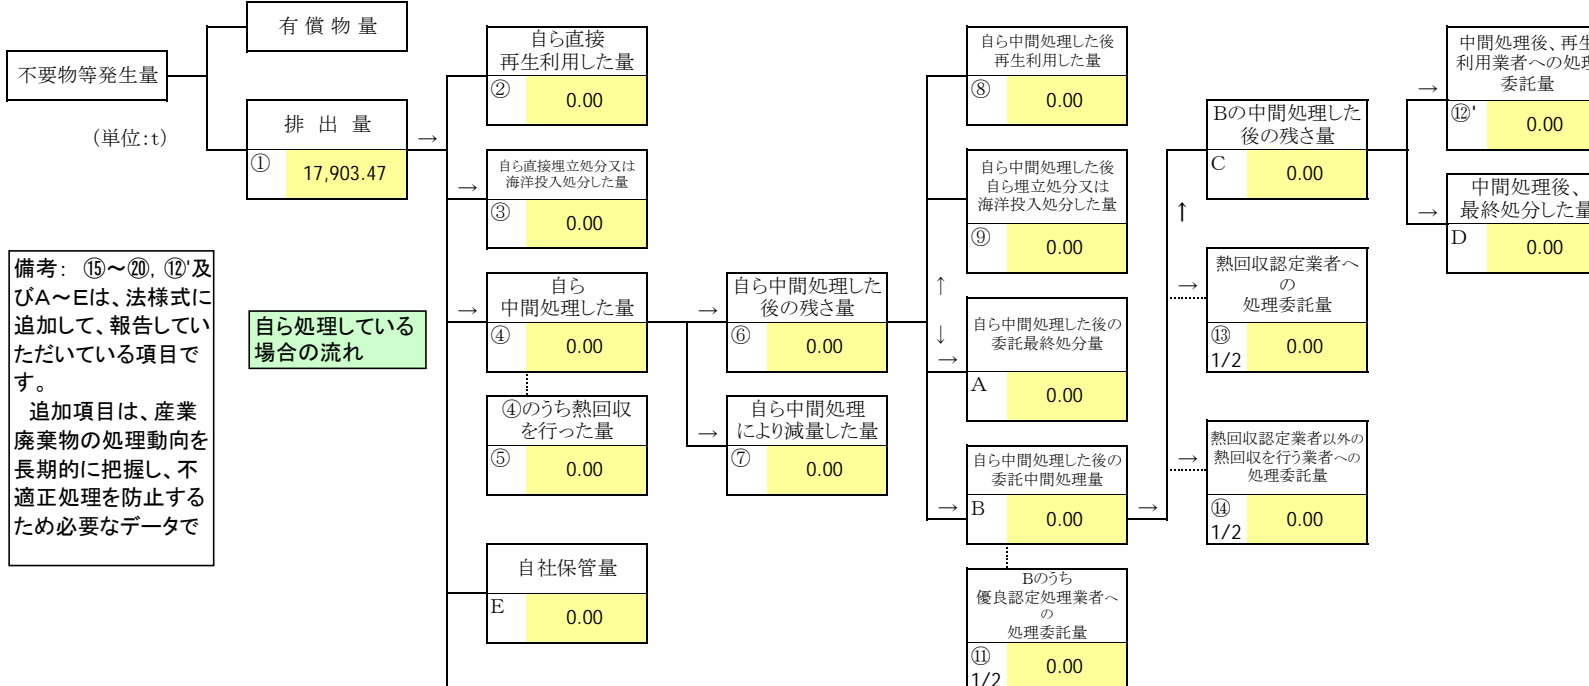 不要物等発生量
(単位:t)
有 償 物 量
排 出 量
→
①
17,903.47
備考: ⑮～⑳, ⑫'及
びA～Eは、法様式に
追加して、報告してい
ただいている項目で
す。
追加項目は、産業
廃棄物の処理動向を
長期的に把握し、不
適正処理を防止する
ため必要なデータで
自ら処理している
場合の流れ
自ら直接
再生利用した量
②
0.00
→
自ら直接埋立処分又は
海洋投入処分した量
③
0.00
→
自ら
中間処理した量
④
0.00
④のうち熱回収
を行った量
⑤
0.00
自社保管量
E
0.00
→
自ら中間処理した
後の残さ量
⑥
0.00
→
自ら中間処理
により減量した量
⑦
0.00
自ら中間処理した後
再生利用した量
⑧
0.00
自ら中間処理した後
自ら埋立処分又は
海洋投入処分した量
⑨
0.00
↑
↓
→
自ら中間処理した後の
委託最終処分量
A
0.00
→
自ら中間処理した後の
委託中間処理量
B
0.00
→
Bのうち
優良認定処理業者へ
の
処理委託量
⑪
1/2
0.00
↑
Bの中間処理した
後の残さ量
C
0.00
→
熱回収認定業者へ
の
処理委託量
⑬
1/2
0.00
→
熱回収認定業者以外の
熱回収を行う業者への
処理委託量
⑭
1/2
0.00
→
中間処理後、再生
利用業者への処理
委託量
⑫'
0.00
→
中間処理後、
最終処分した量
D
0.00